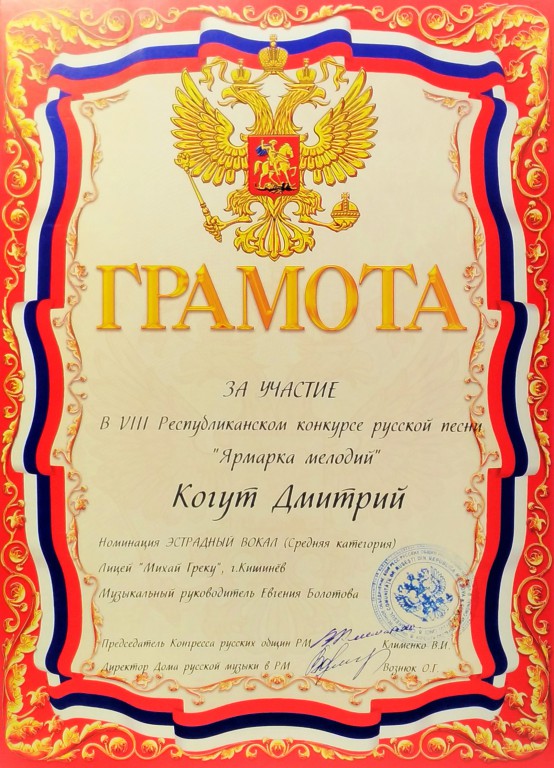 ГРАМОТА
ЗА УЧАСТИЕ
В VIII Республиканском конкурсе русской песни
"Ярмарка мелодий"
Когут Дмитрий
Номинация ЭСТРАДНЫЙ ВОКАЛ (Средняя категория)
Лицей "Михай Греку", г.Кишинёв
Музыкальный руководитель Евгения Болотова
Председатель Конгресса русских общин РМ Клименко В.И.
Директор Дома русской музыки в РМ Вознюк О.Г.